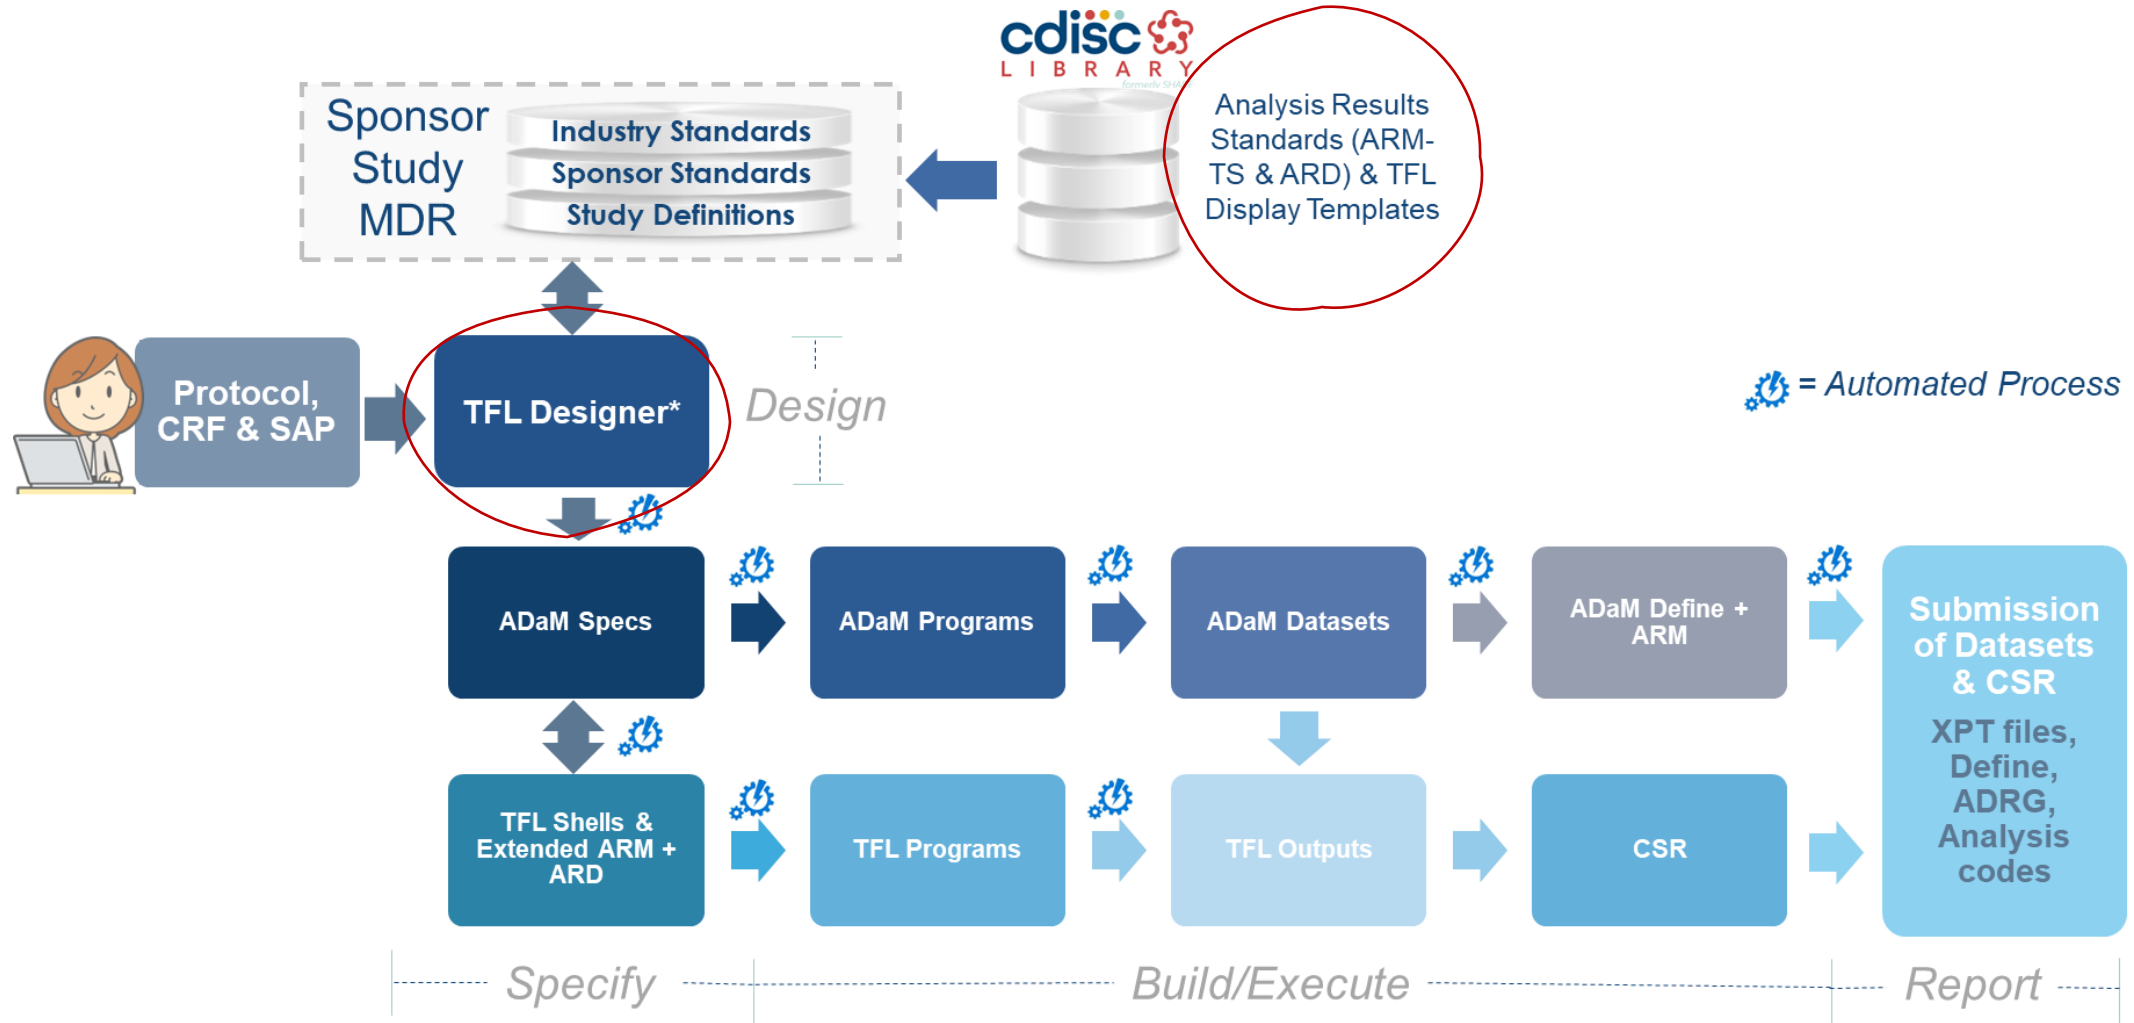 cdisc
LIBRARY
formerly SHA
Sponsor
Study
MDR
Industry Standards
Sponsor Standards
Study Definitions
Analysis Results
Standards (ARM-
TS & ARD) & TFL
Display Templates
Protocol,
CRF & SAP
TFL Designer*
Design
= Automated Process
ADaM Specs
ADaM Programs
ADaM Datasets
ADaM Define +
ARM
Submission
of Datasets
& CSR
XPT files,
Define,
ADRG,
Analysis
codes
TFL Shells &
Extended ARM +
ARD
TFL Programs
TFL Outputs
CSR
Specify
Build/Execute
Report